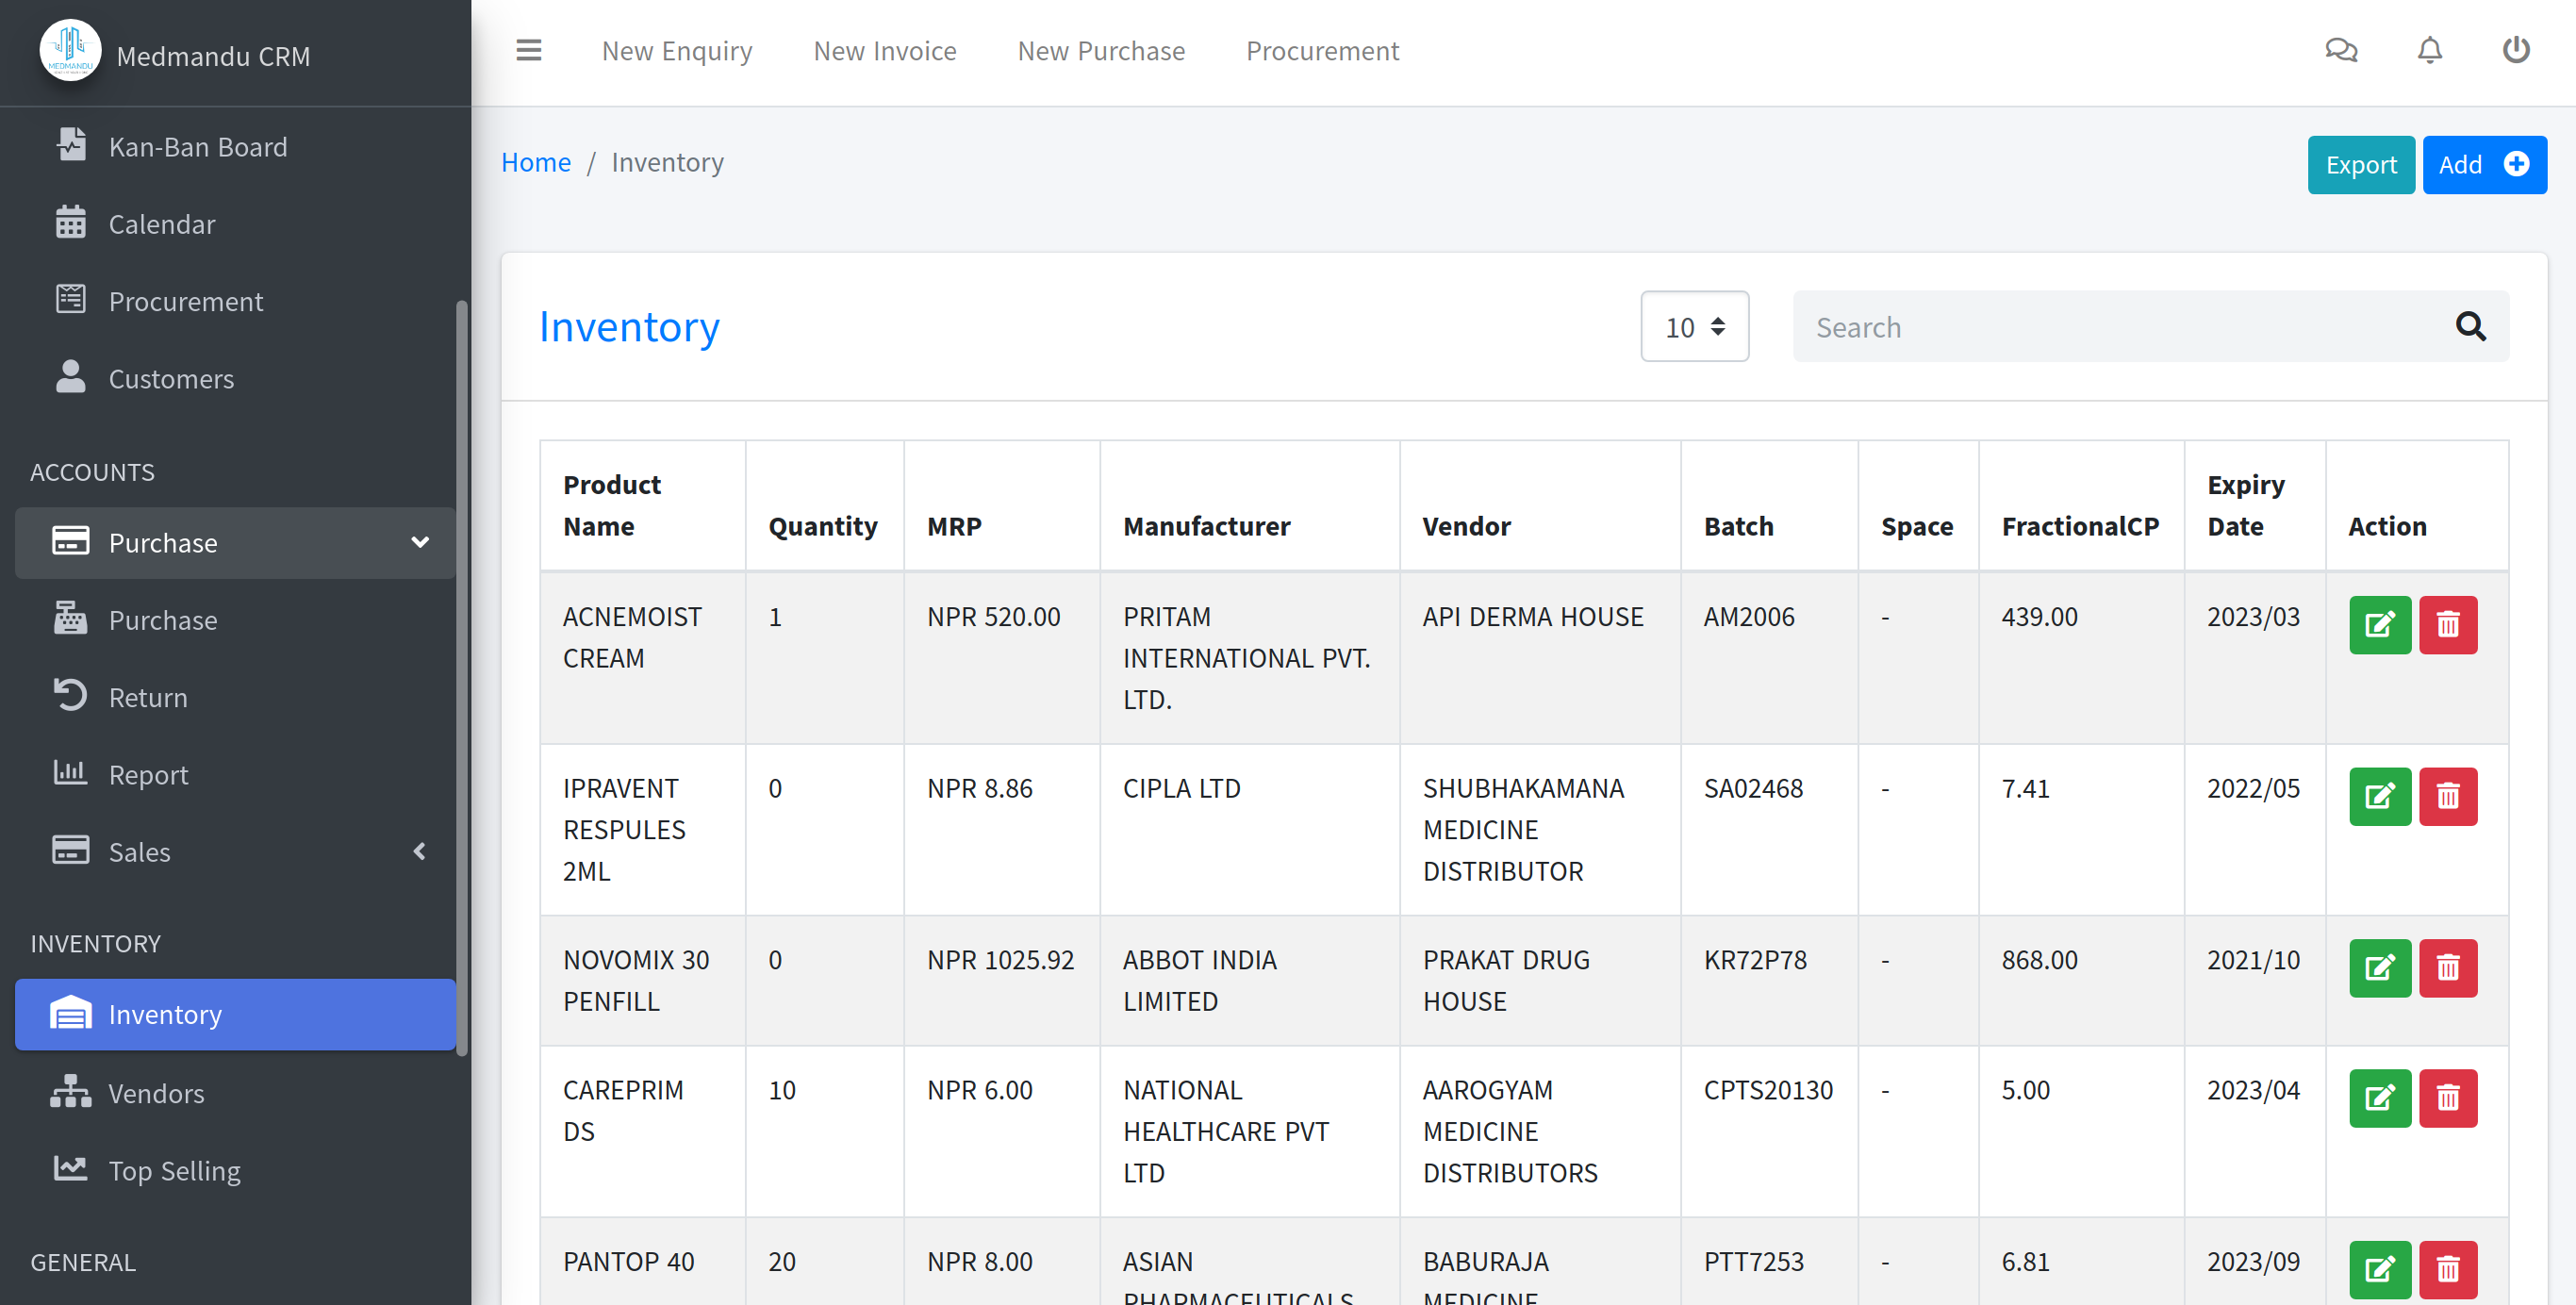 MEDMANDU
Medmandu CRM
Kan-Ban Board
Calendar
Procurement
Customers
ACCOUNTS
Purchase
Purchase
Return
Report
Sales
INVENTORY
Inventory
Vendors
Top Selling
GENERAL
New Enquiry New Invoice New Purchase Procurement
Home / Inventory
Export Add
Inventory
10 Search
Product Name Quantity MRP Manufacturer Vendor Batch Space FractionalCP Expiry Date Action
ACNEMOIST CREAM 1 NPR 520.00 PRITAM INTERNATIONAL PVT. LTD. API DERMA HOUSE AM2006 - 439.00 2023/03
IPRAVENT RESPULES 2ML 0 NPR 8.86 CIPLA LTD SHUBHAKAMANA MEDICINE DISTRIBUTOR SA02468 - 7.41 2022/05
NOVOMIX 30 PENFILL 0 NPR 1025.92 ABBOT INDIA LIMITED PRAKAT DRUG HOUSE KR72P78 - 868.00 2021/10
CAREPRIM DS 10 NPR 6.00 NATIONAL HEALTHCARE PVT LTD AAROGYAM MEDICINE DISTRIBUTORS CPTS20130 - 5.00 2023/04
PANTOP 40 20 NPR 8.00 ASIAN PHARMACEUTICALS BABURAJA MEDICINE PTT7253 - 6.81 2023/09